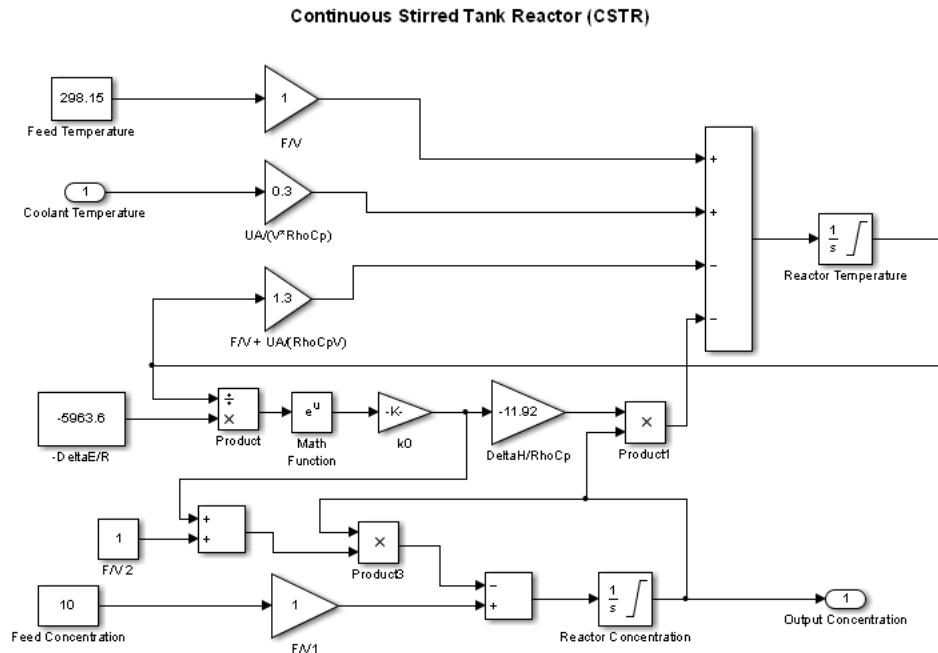 Continuous Stirred Tank Reactor (CSTR)
298.15
Feed Temperature
1
F/V
1
Coolant Temperature
0.3
UA/(V*RhoCp)
1.3
F/V + UA/(RhoCpV)
+
+
−
−
1
s
Reactor Temperature
-5963.6
-DeltaE/R
÷
×
Product
e^u
Math
Function
-K-
k0
-11.92
DeltaH/RhoCp
×
Product1
1
F/V2
+
+
×
Product3
10
Feed Concentration
1
F/V1
−
+
1
s
Reactor Concentration
1
Output Concentration